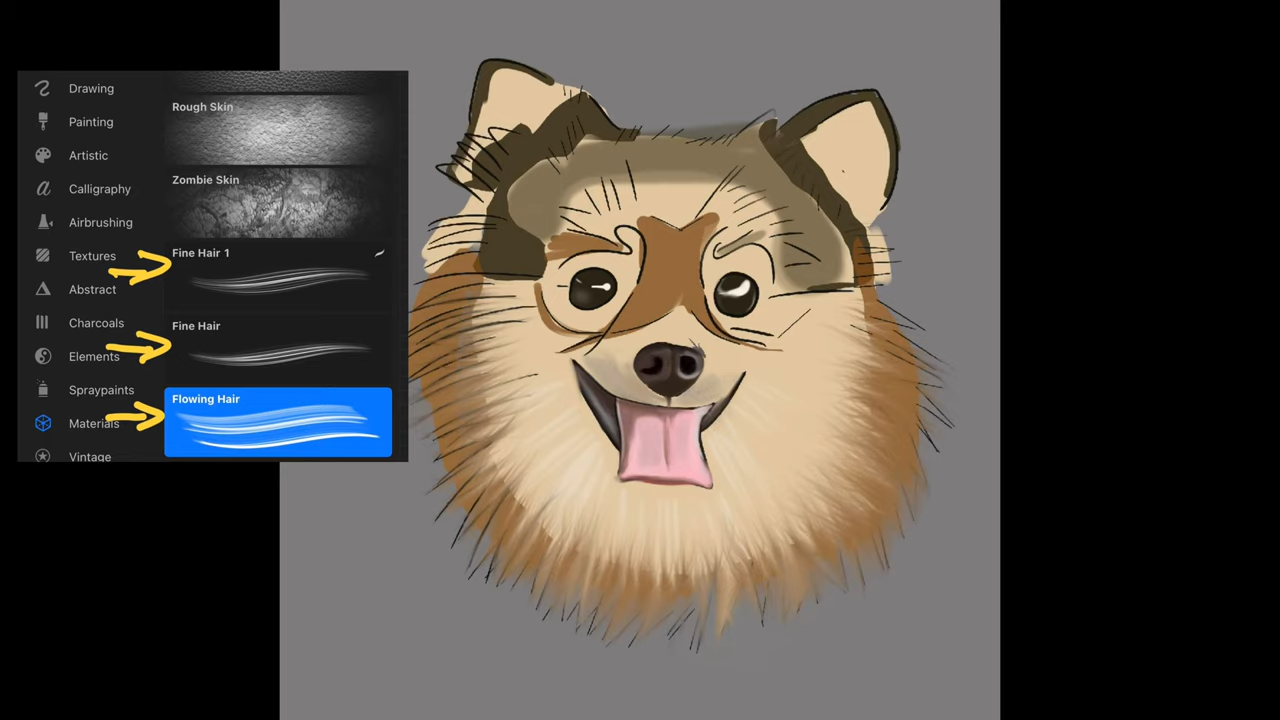 Drawing
Painting
Artistic
Calligraphy
Airbrushing
Textures
Abstract
Charcoals
Elements
Spraypaints
Materials
Vintage
Rough Skin
Zombie Skin
Fine Hair 1
Fine Hair
Flowing Hair